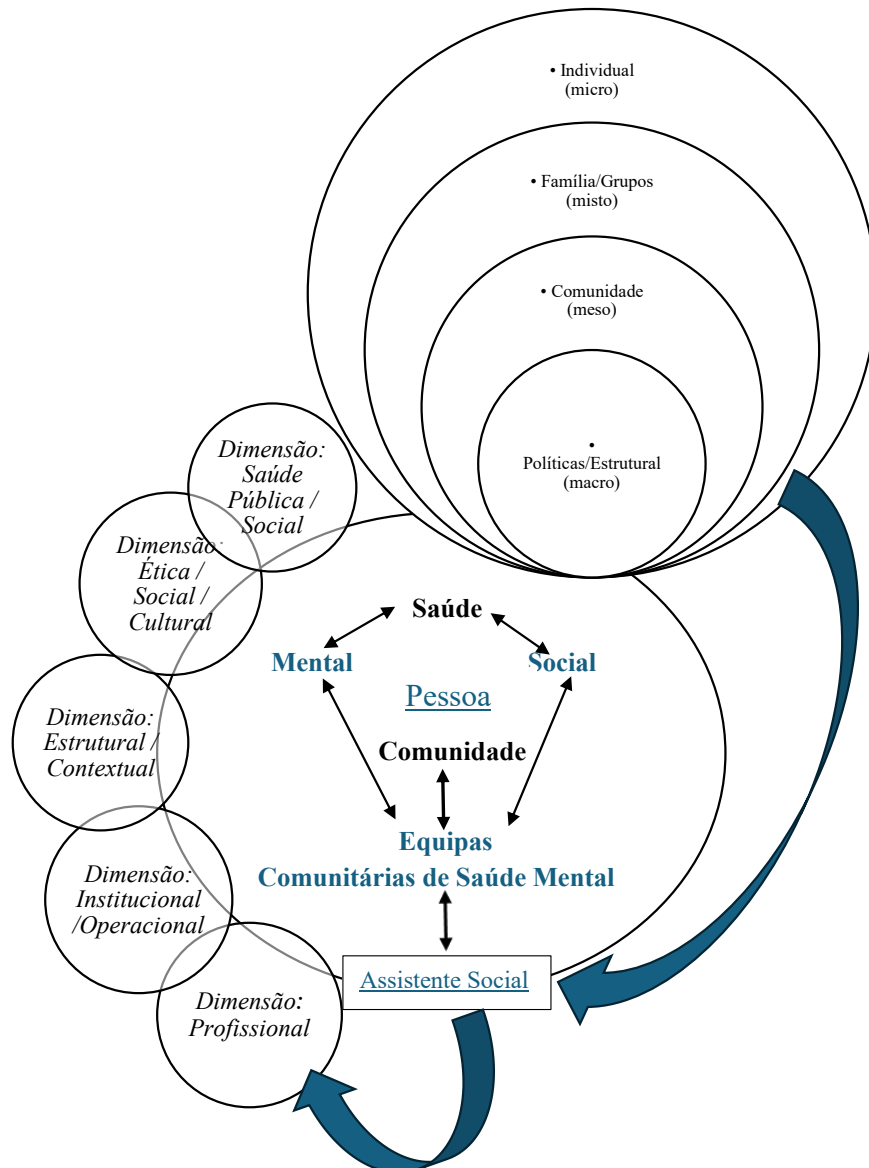 • Individual
(micro)
• Família/Grupos
(misto)
• Comunidade
(meso)
•
Políticas/Estrutural
(macro)
Dimensão:
Saúde
Pública /
Social
Dimensão:
Ética /
Social /
Cultural
Dimensão:
Estrutural /
Contextual
Dimensão:
Institucional
/Operacional
Dimensão:
Profissional
Saúde
Mental
Social
Pessoa
Comunidade
Equipas
Comunitárias de Saúde Mental
Assistente Social